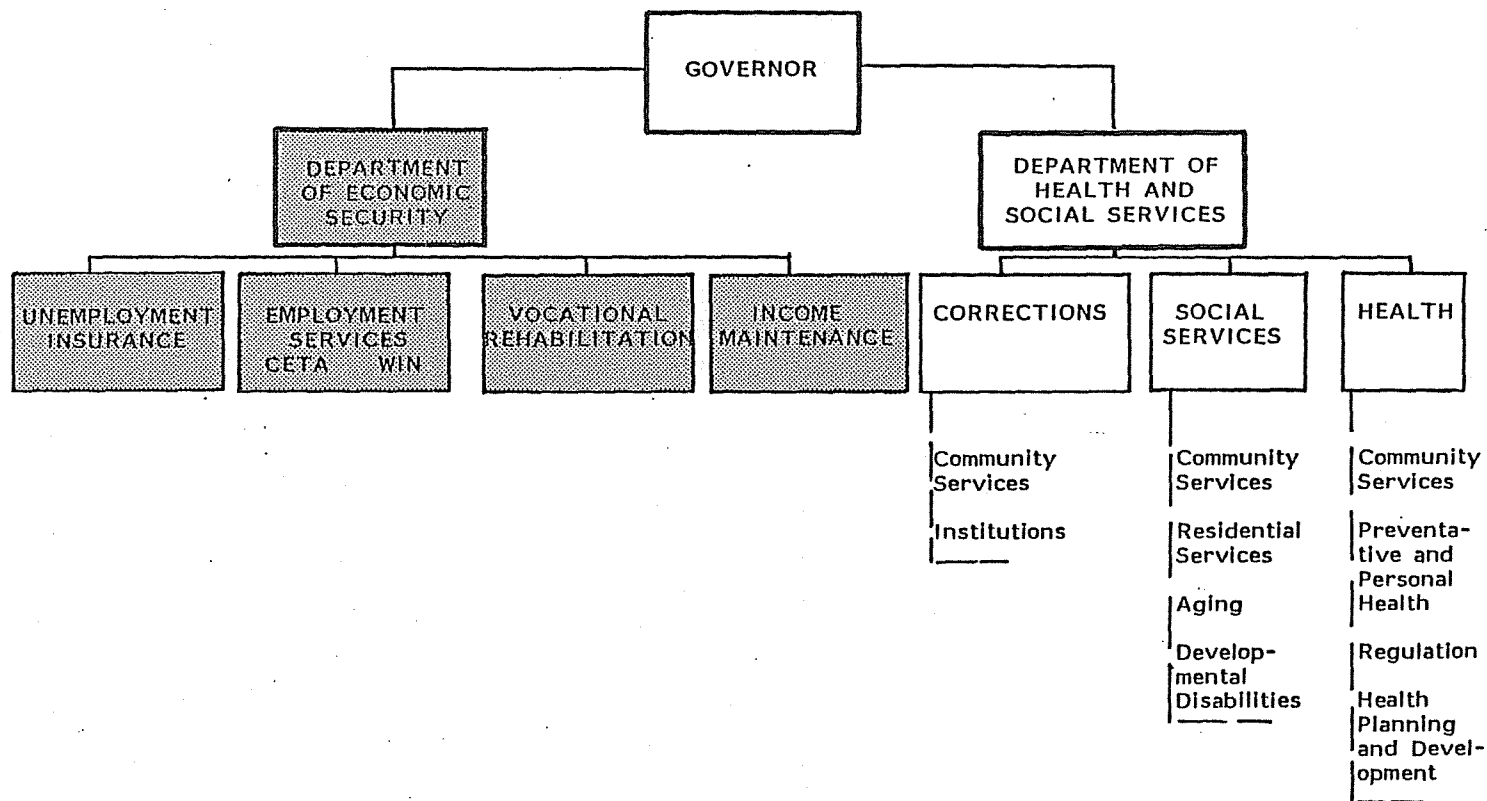 GOVERNOR
DEPARTMENT
OF ECONOMIC
SECURITY
DEPARTMENT OF
HEALTH AND
SOCIAL SERVICES
UNEMPLOYMENT
INSURANCE
EMPLOYMENT
SERVICES
CETA WIN
VOCATIONAL
REHABILITATION
INCOME
MAINTENANCE
CORRECTIONS
SOCIAL
SERVICES
HEALTH
Community
Services
Institutions
Community
Services
Residential
Services
Aging
Develop-
mental
Disabilities
Community
Services
Preventa-
tive and
Personal
Health
Regulation
Health
Planning
and Devel-
opment